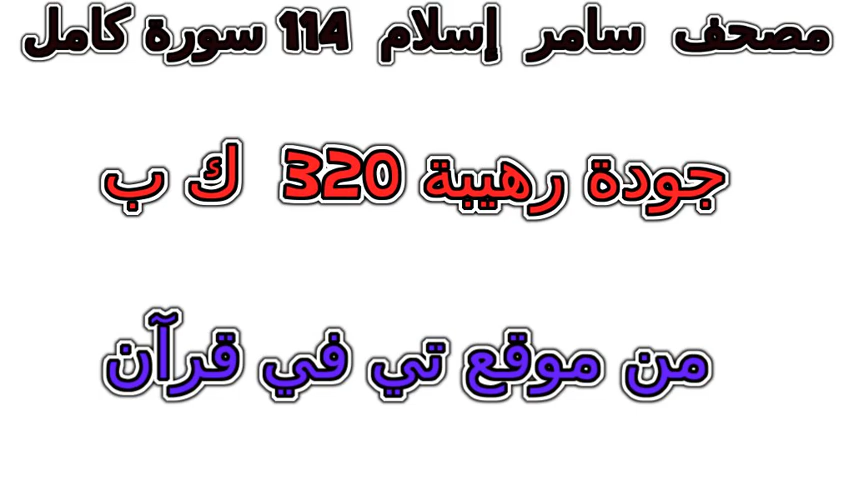 مصحف سامر إسلام 114 سورة كامل
جودة رهيبة 320 ك ب
من موقع تي في قرآن